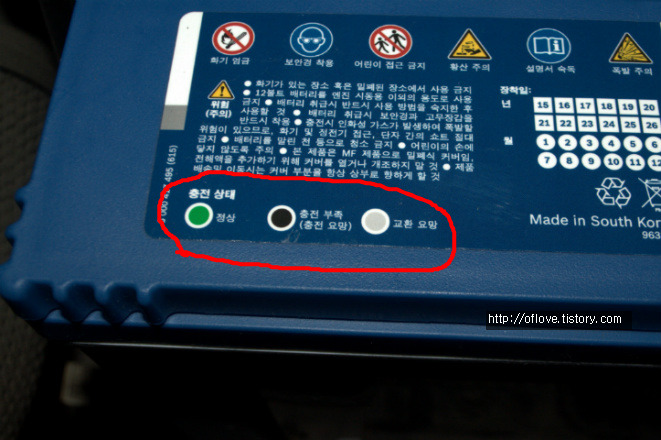 화기 엄금
보안경 착용
어린이 접근 금지
황산 주의
설명서 숙독
폭발 주의
위험
(주의)
● 화기가 있는 장소 혹은 밀폐된 장소에서 사용 금지
● 12볼트 배터리를 엔진 시동용 이외의 용도로 사용
금지 ● 배터리 취급시 반드시 사용 방법을 숙지한 후
사용할 것 ● 배터리 취급시 보안경과 고무장갑을
반드시 착용 ● 충전시 인화성 가스가 발생하여 폭발할
위험이 있으므로, 화기 및 정전기 접근, 단자 간의 소트 절대
금지 ● 배터리를 말린 천 등으로 청소 금지 ● 어린이의 손에
닿지 않도록 주의 ● 본 제품은 MF 제품으로 밀폐식 커버임,
전해액을 추가하기 위해 커버를 열거나 개조하지 말 것 ● 제품
배송 및 이동시는 커버 부분을 항상 상부로 향하게 할 것
장착일:
년
15 16 17 18 19 20
21 22 23 24 25 26
월
1 2 3 4 5 6
7 8 9 10 11 12
495 (615)
충전 상태
정상
충전 부족
(충전 요망)
교환 요망
Made in South Kor
963
http://oflove.tistory.com